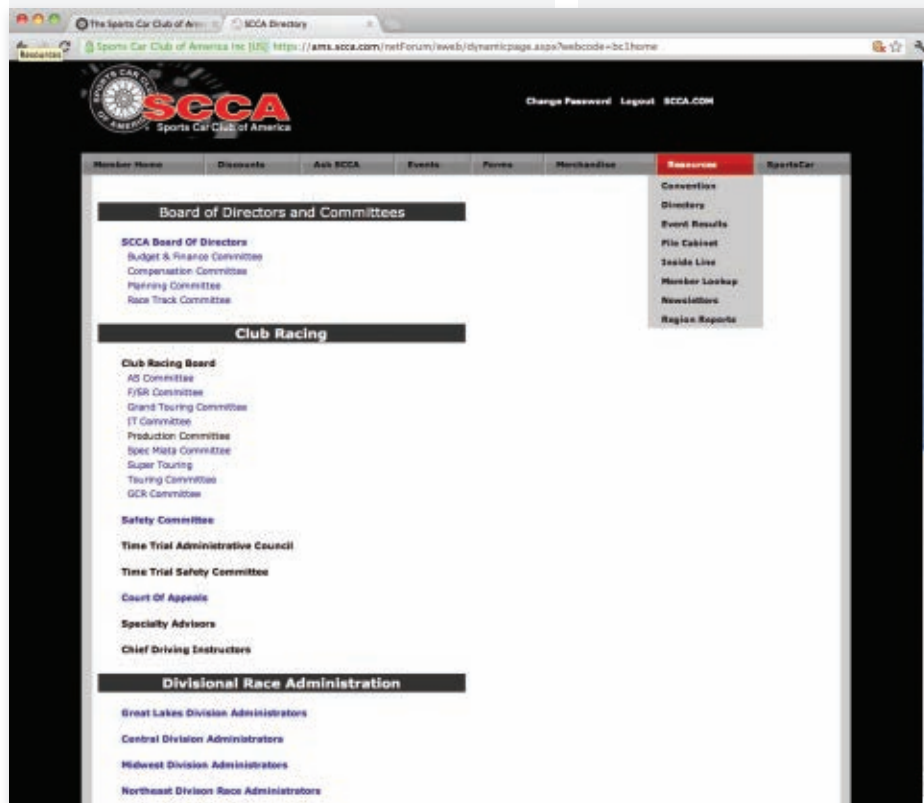 The Sports Car Club of Ame
SCCA Directory
Sports Car Club of America Inc [US] https://ams.scca.com/netForum/eweb/dynamicpage.aspx?webcode=bc1home
Resources
SPORTS CAR CLUB OF AMERICA
SCCA
Sports Car Club of America
Change Password Logout SCCA.COM
Member Home Discounts Ask SCCA Events Forms Merchandise Resources SportsCar
Convention
Directory
Event Results
File Cabinet
Inside Line
Member Lookup
Newsletters
Region Reports
Board of Directors and Committees
SCCA Board Of Directors
Budget & Finance Committee
Compensation Committee
Planning Committee
Race Track Committee
Club Racing
Club Racing Board
AS Committee
F/SR Committee
Grand Touring Committee
IT Committee
Production Committee
Spec Miata Committee
Super Touring
Touring Committee
GCR Committee
Safety Committee
Time Trial Administrative Council
Time Trial Safety Committee
Court Of Appeals
Specialty Advisors
Chief Driving Instructors
Divisional Race Administration
Great Lakes Division Administrators
Central Division Administrators
Midwest Division Administrators
Northeast Divison Race Administrators